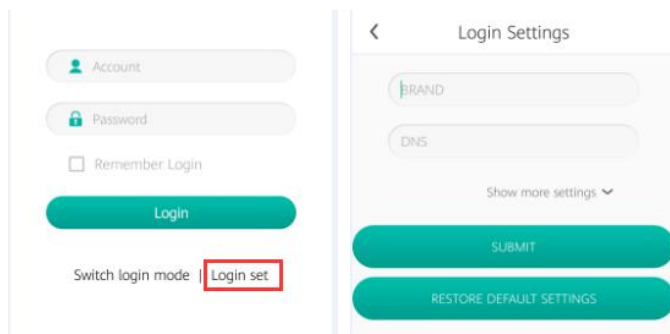 Account
Password
Remember Login
Login
Switch login mode | Login set
Login Settings
BRAND
DNS
Show more settings
SUBMIT
RESTORE DEFAULT SETTINGS